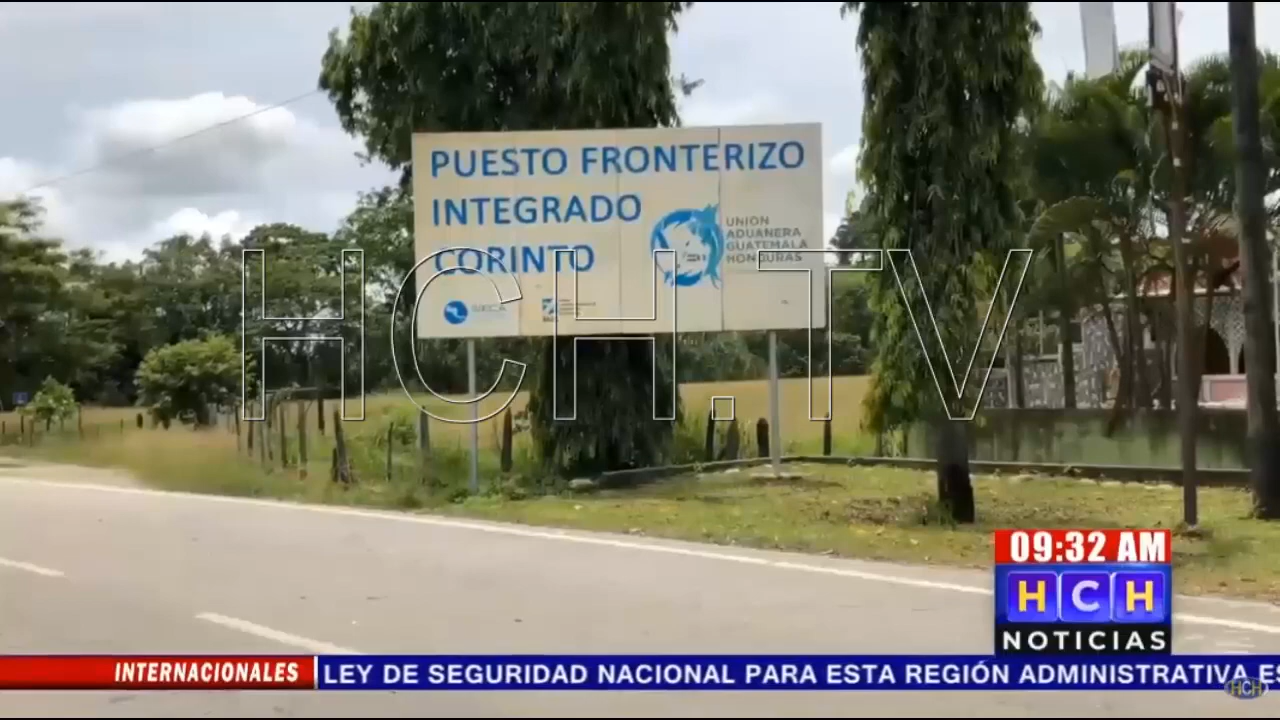 PUESTO FRONTERIZO
INTEGRADO
CORINTO
UNION
ADUANERA
GUATEMALA
HONDURAS
HCH.TV
09:32 AM
HCH
NOTICIAS
INTERNACIONALES
LEY DE SEGURIDAD NACIONAL PARA ESTA REGIÓN ADMINISTRATIVA ES
HCH